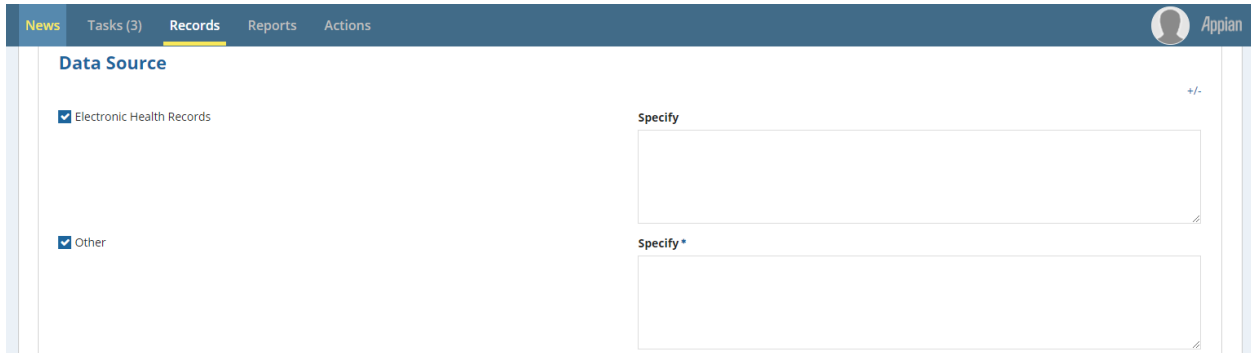 News Tasks (3) Records Reports Actions Appian
Data Source
+/-
Electronic Health Records Specify
Other Specify *